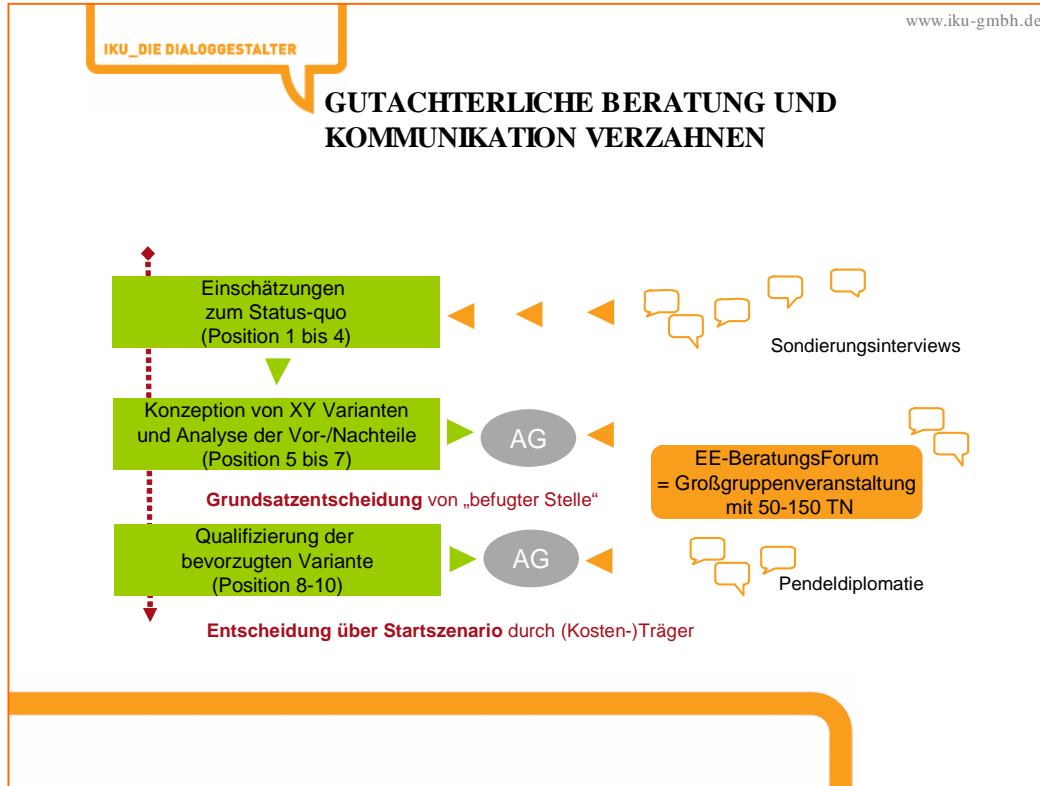 www.iku-gmbh.de
IKU_DIE DIALOGGESTALTER
GUTACHTERLICHE BERATUNG UND
KOMMUNIKATION VERZAHNEN
Einschätzungen
zum Status-quo
(Position 1 bis 4)
Sondierungsinterviews
Konzeption von XY Varianten
und Analyse der Vor-/Nachteile
(Position 5 bis 7)
AG
EE-BeratungsForum
= Großgruppenveranstaltung
mit 50-150 TN
Grundsatzentscheidung von „befugter Stelle“
Qualifizierung der
bevorzugten Variante
(Position 8-10)
AG
Pendeldiplomatie
Entscheidung über Startszenario durch (Kosten-)Träger